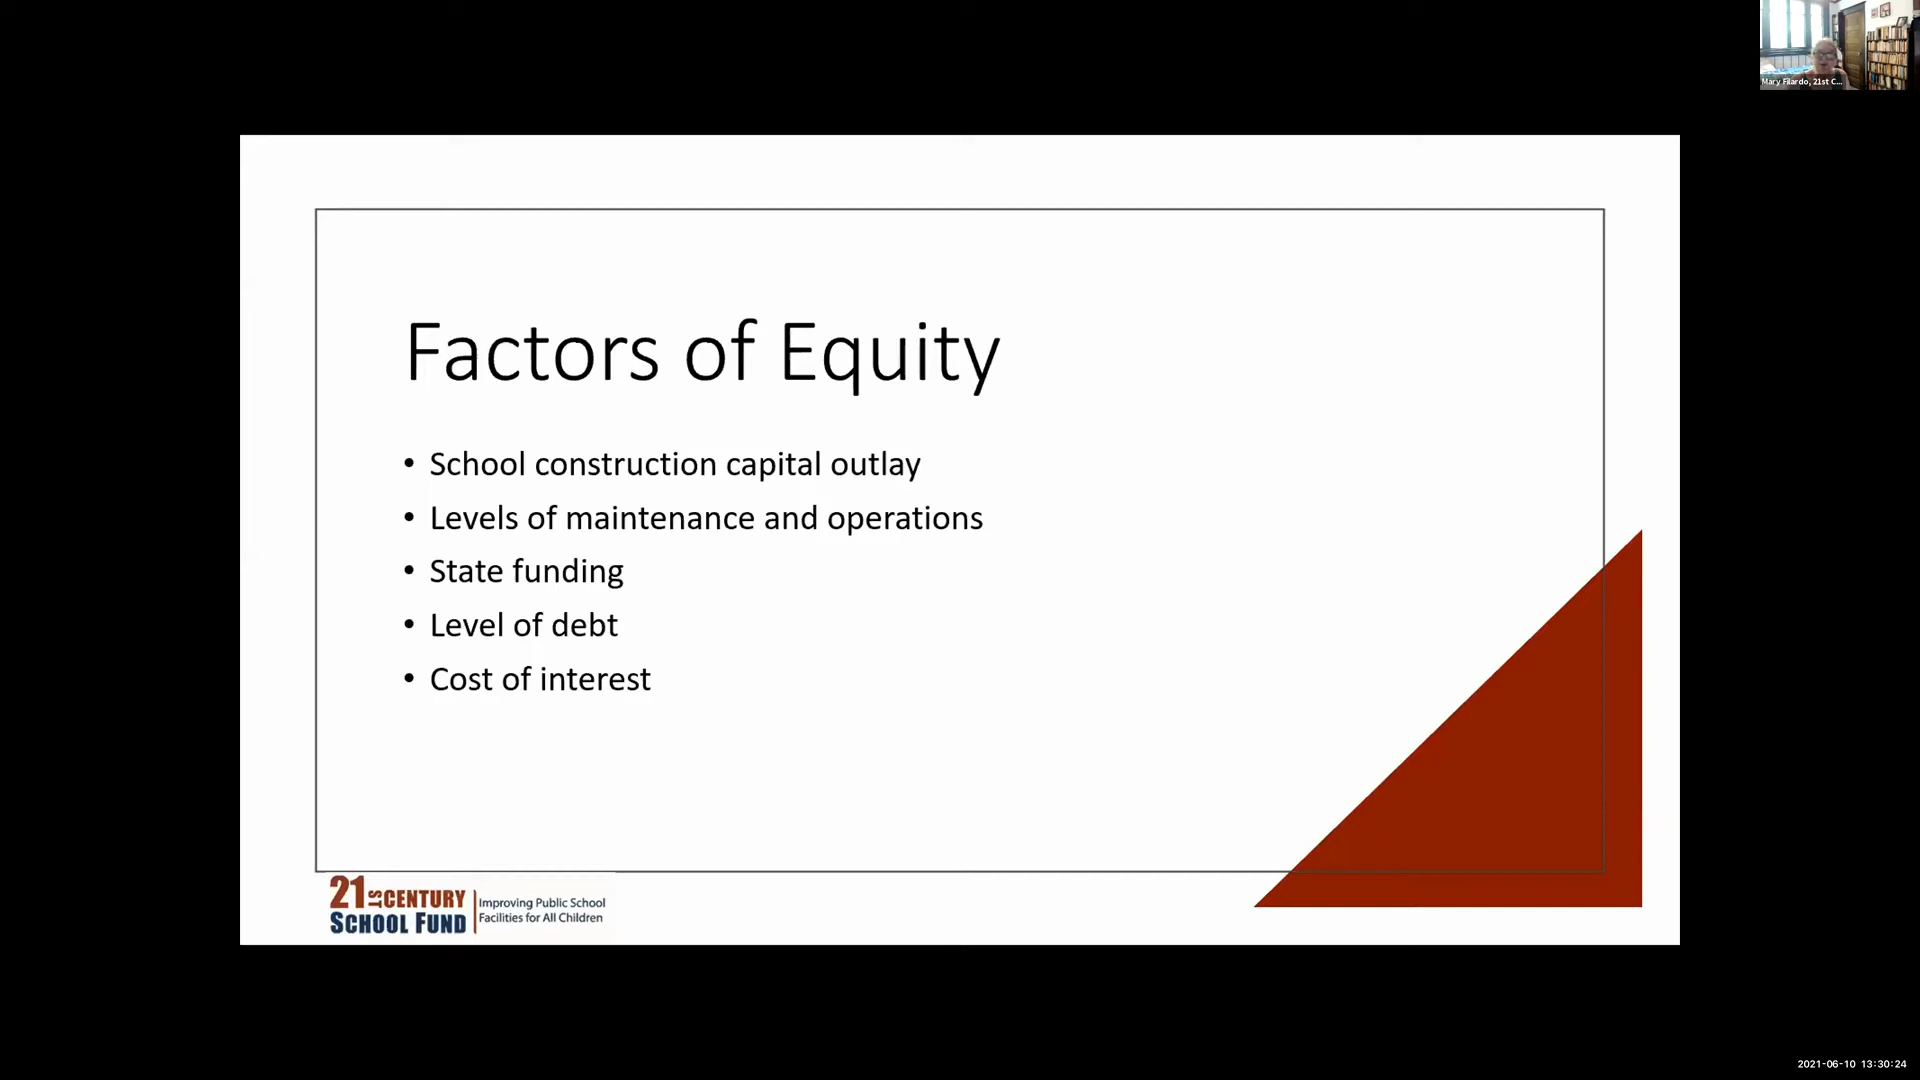 Mary Filardo, 21st C...
Factors of Equity
• School construction capital outlay
• Levels of maintenance and operations
• State funding
• Level of debt
• Cost of interest
21ST CENTURY
SCHOOL FUND
Improving Public School
Facilities for All Children
2021-06-10 13:30:24